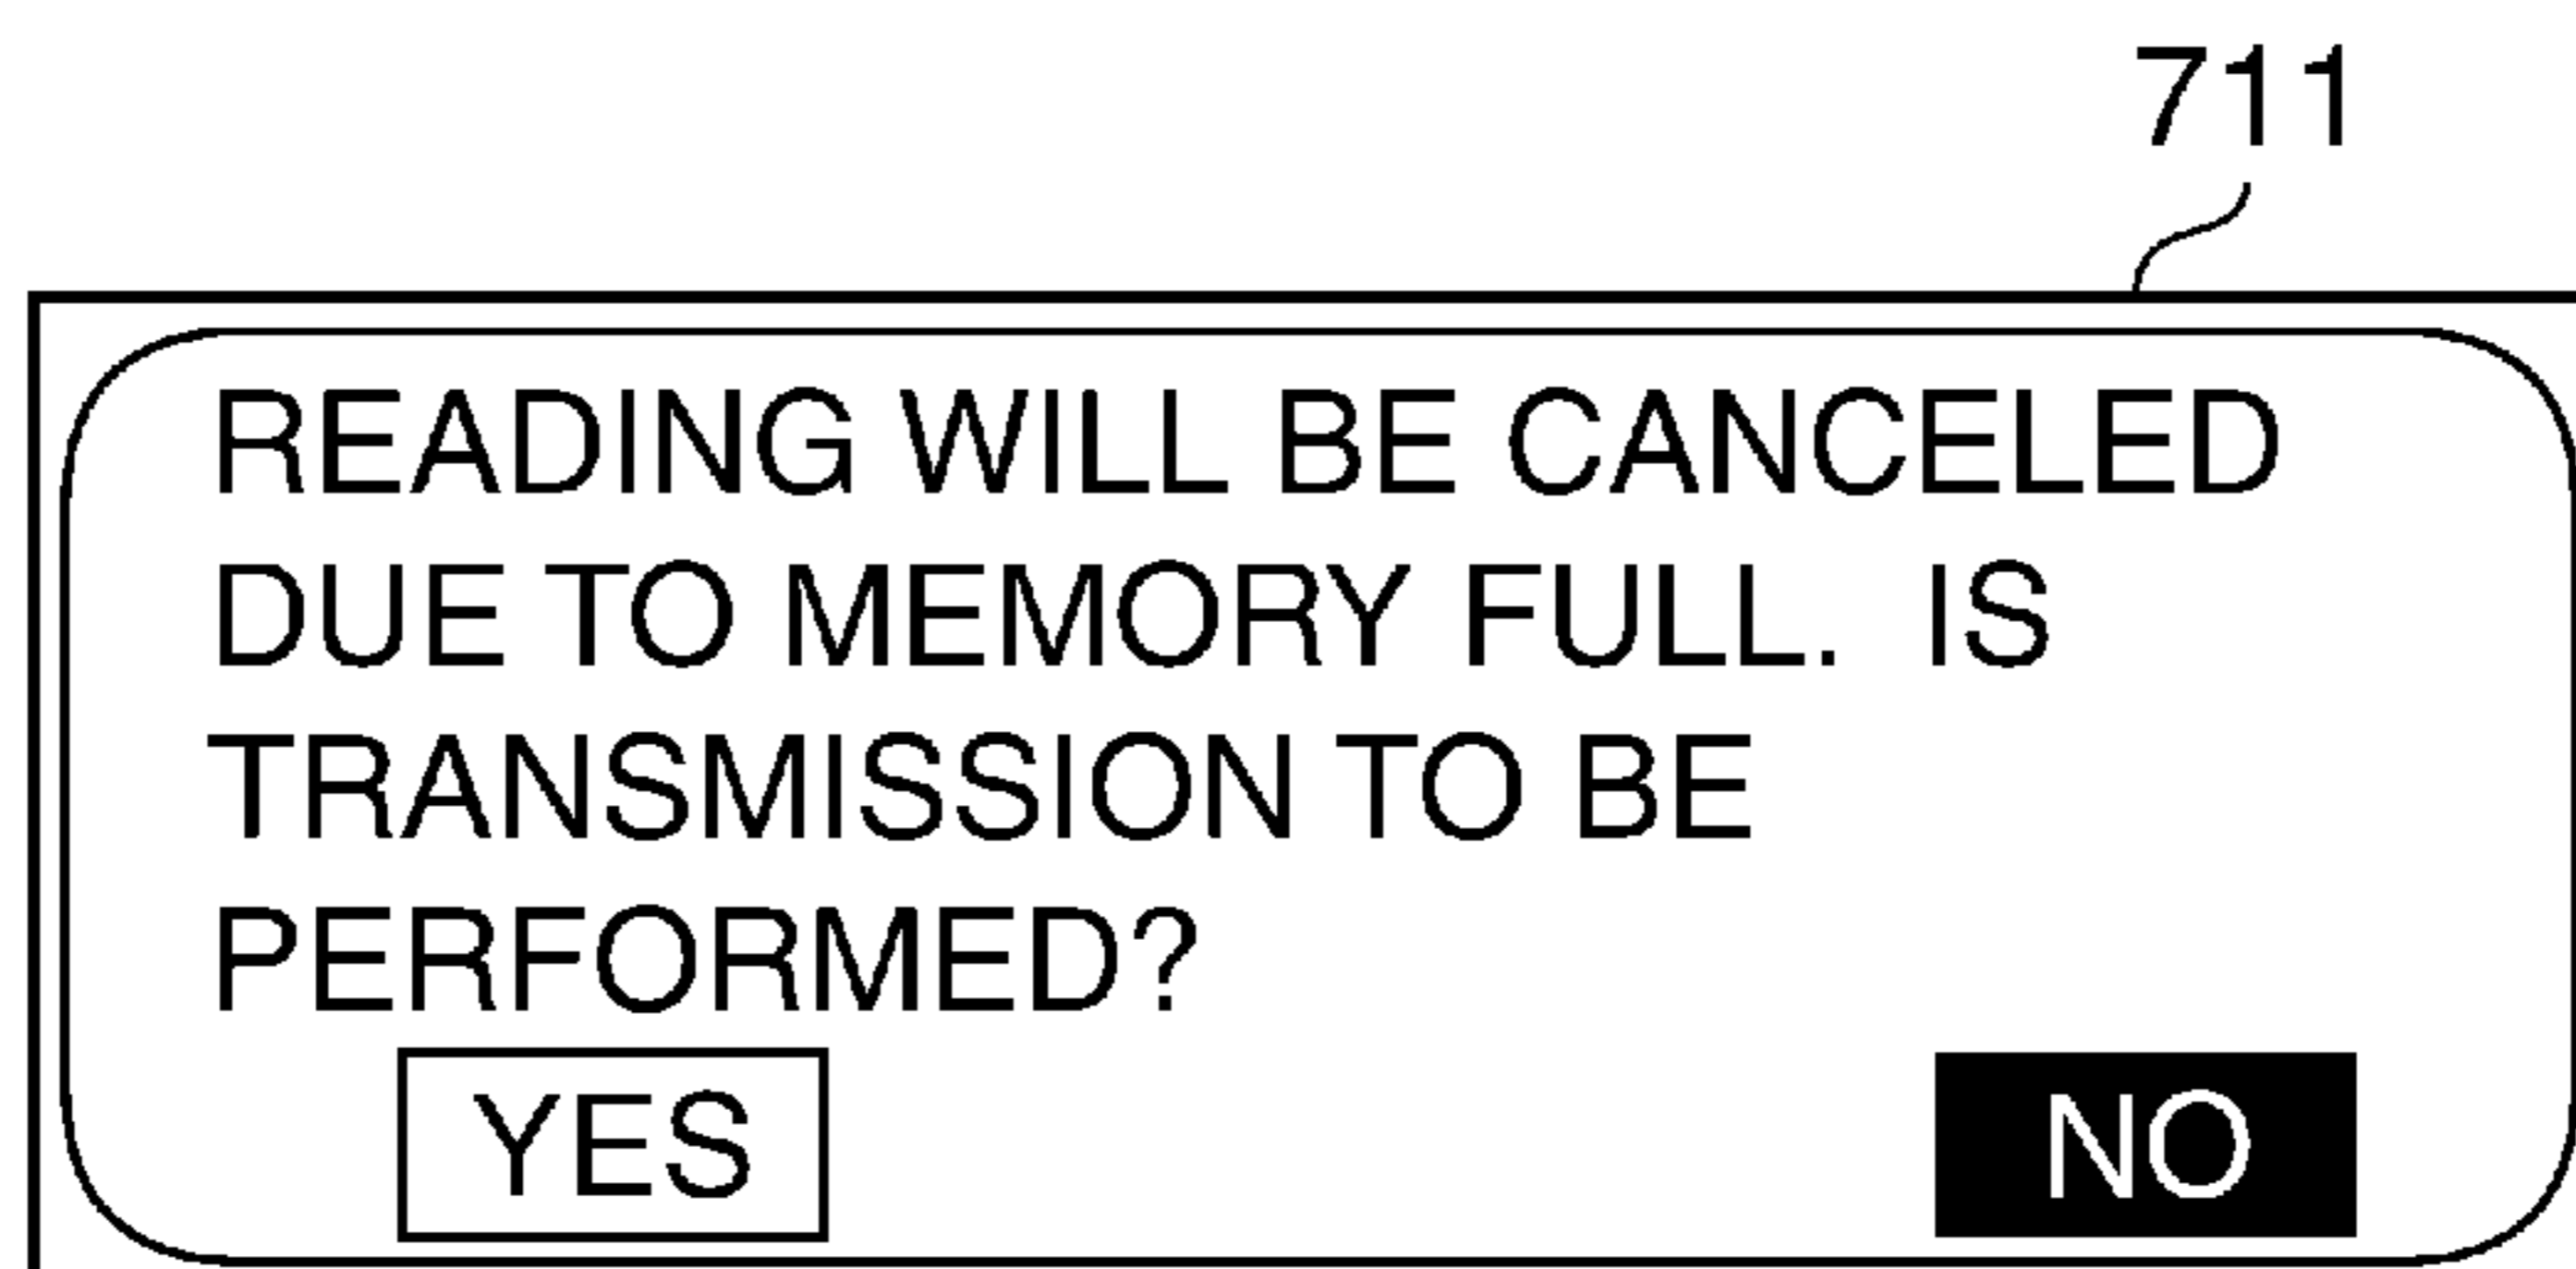 711
READING WILL BE CANCELED
DUE TO MEMORY FULL.  IS
TRANSMISSION TO BE
PERFORMED?
YES NO